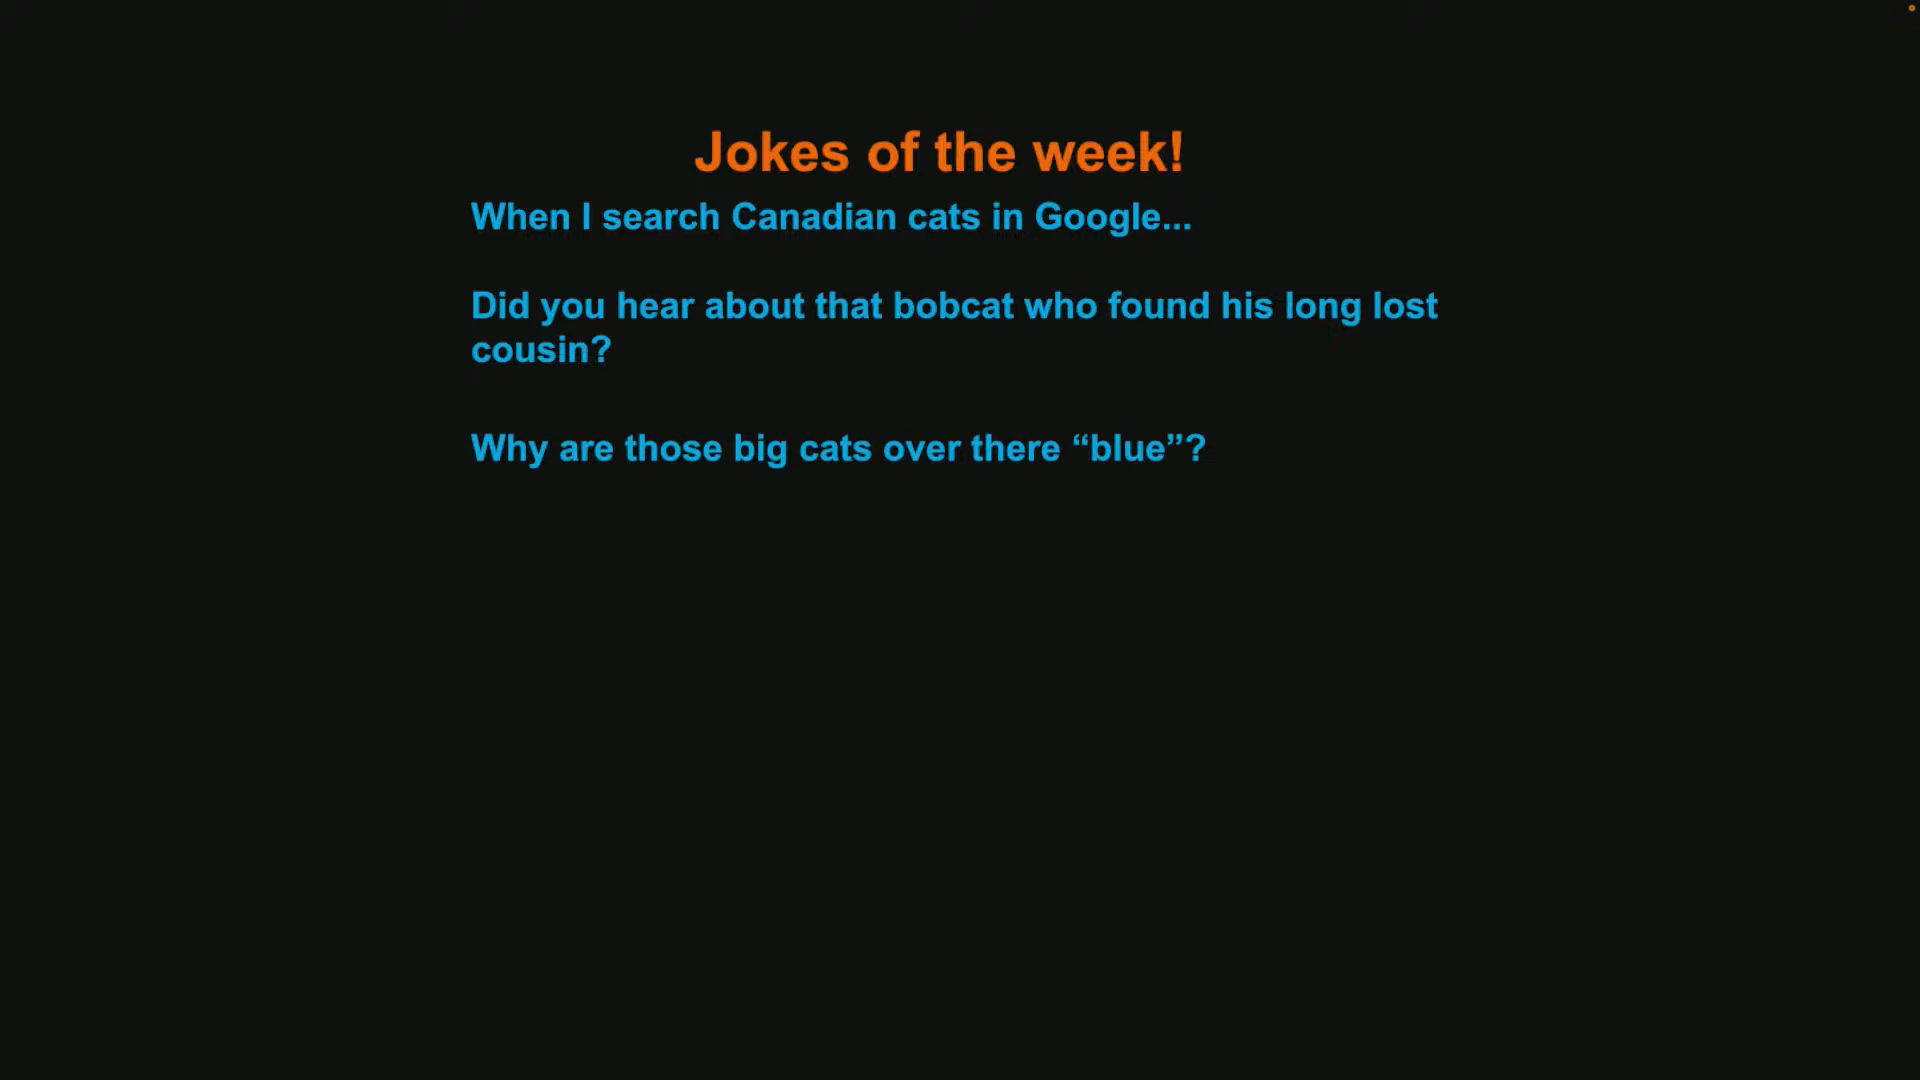 Jokes of the week!
When I search Canadian cats in Google...
Did you hear about that bobcat who found his long lost
cousin?
Why are those big cats over there “blue”?